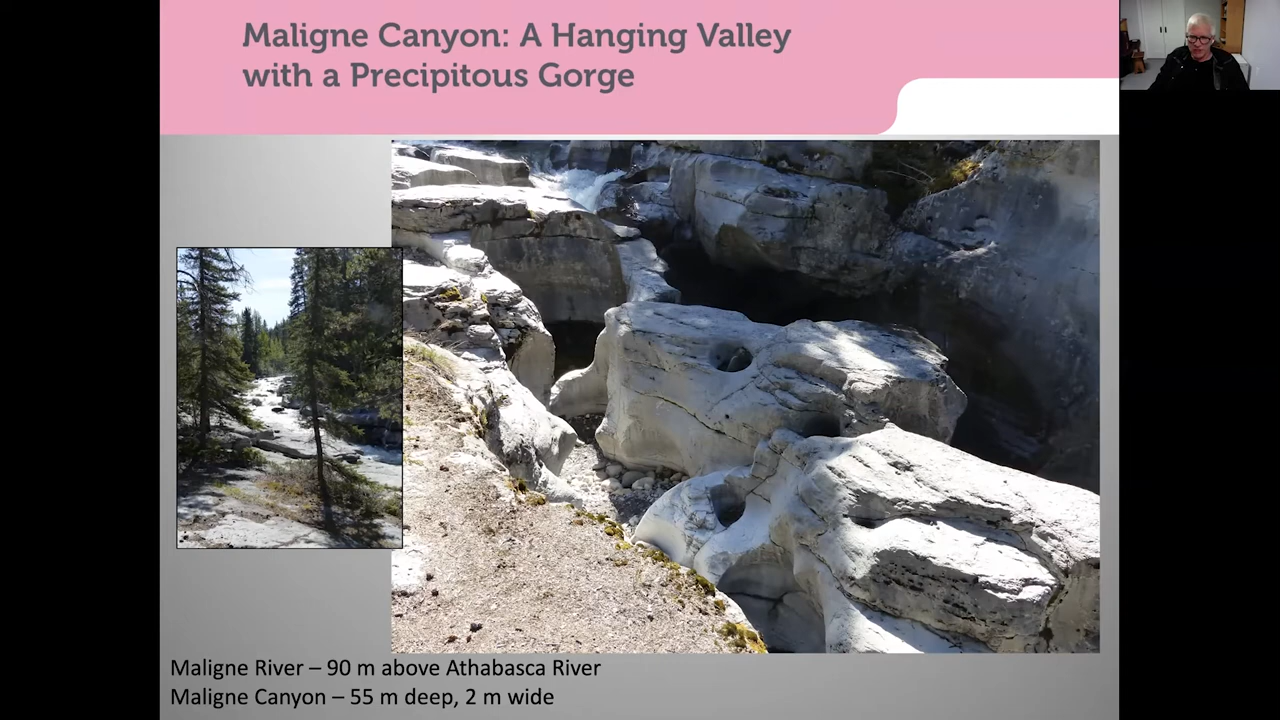 Maligne Canyon: A Hanging Valley
with a Precipitous Gorge
Maligne River – 90 m above Athabasca River
Maligne Canyon – 55 m deep, 2 m wide